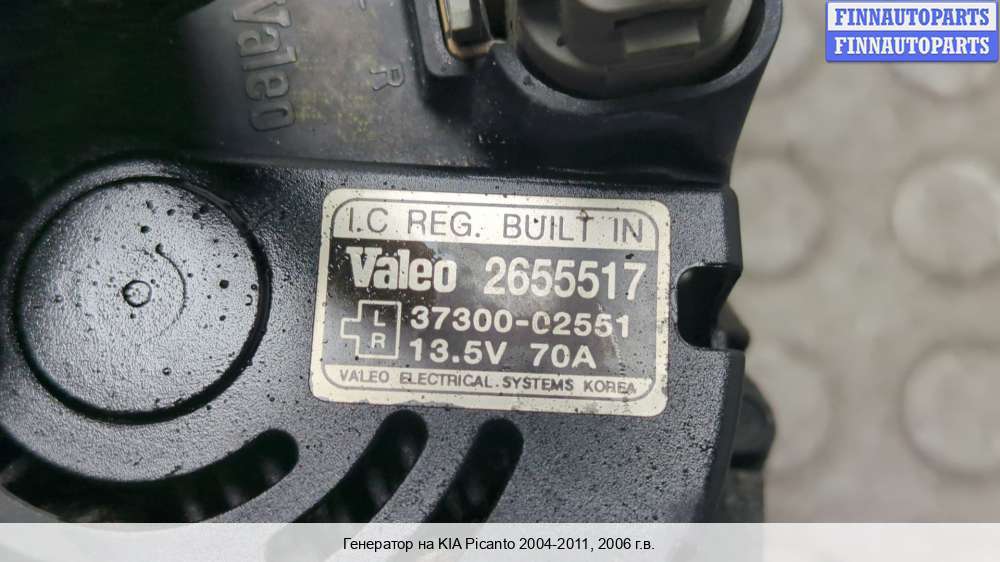 FINNAUTOPARTS
FINNAUTOPARTS
Valeo
L
R
I.C REG. BUILT IN
Valeo 2655517
L
R
37300-02551
13.5V 70A
VALEO ELECTRICAL SYSTEMS KOREA
Генератор на KIA Picanto 2004-2011, 2006 г.в.